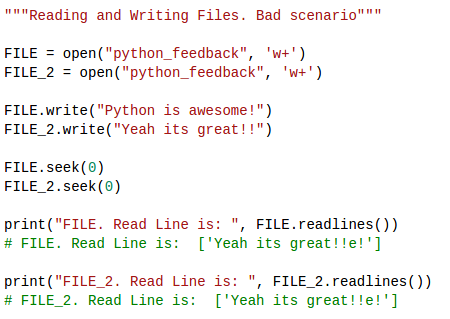 """Reading and Writing Files. Bad scenario"""
FILE = open("python_feedback", 'w+')
FILE_2 = open("python_feedback", 'w+')
FILE.write("Python is awesome!")
FILE_2.write("Yeah its great!!")
FILE.seek(0)
FILE_2.seek(0)
print("FILE. Read Line is: ", FILE.readlines())
# FILE. Read Line is:  ['Yeah its great!!e!']
print("FILE_2. Read Line is: ", FILE_2.readlines())
# FILE_2. Read Line is:  ['Yeah its great!!e!']